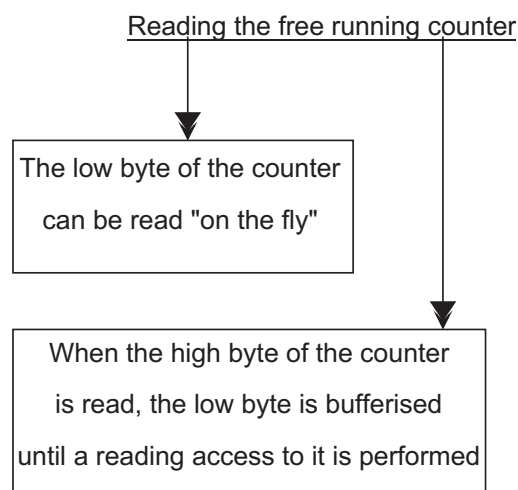 Reading the free running counter
The low byte of the counter
can be read "on the fly"
When the high byte of the counter
is read, the low byte is bufferised
until a reading access to it is performed